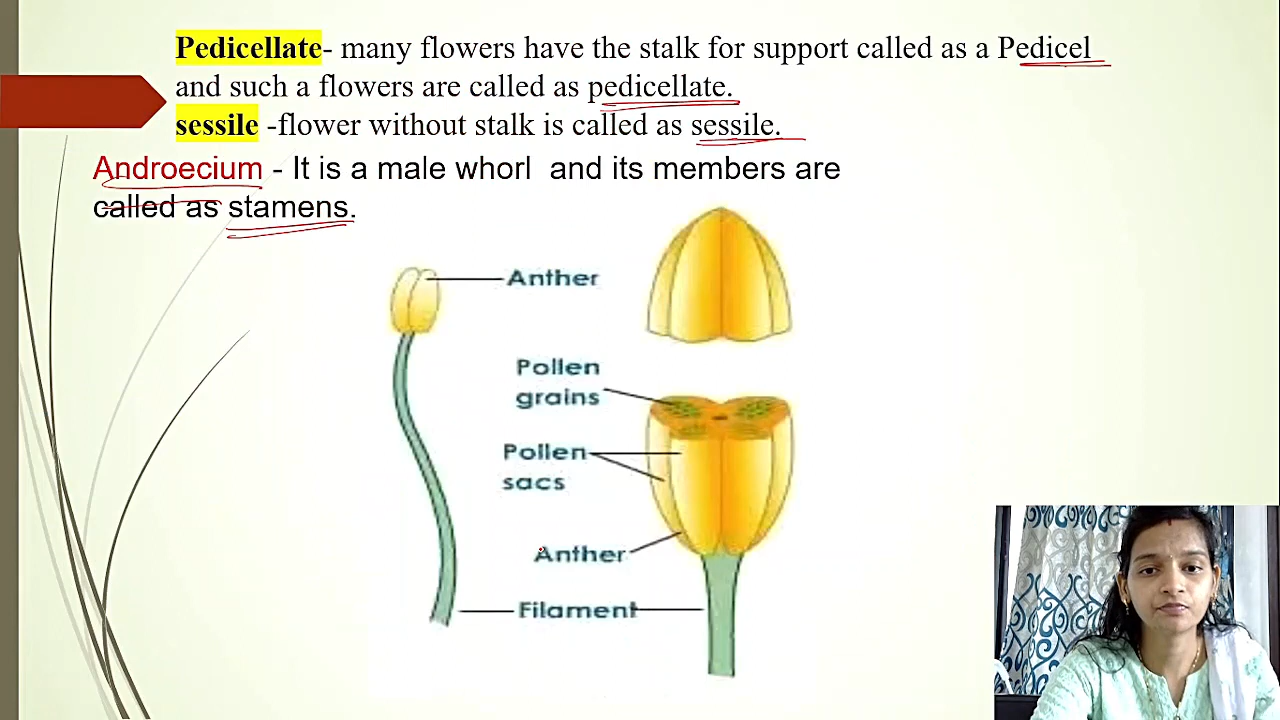 Pedicellate- many flowers have the stalk for support called as a Pedicel
and such a flowers are called as pedicellate.
sessile -flower without stalk is called as sessile.
Androecium - It is a male whorl and its members are
called as stamens.
Anther
Pollen
grains
Pollen
sacs
Anther
Filament